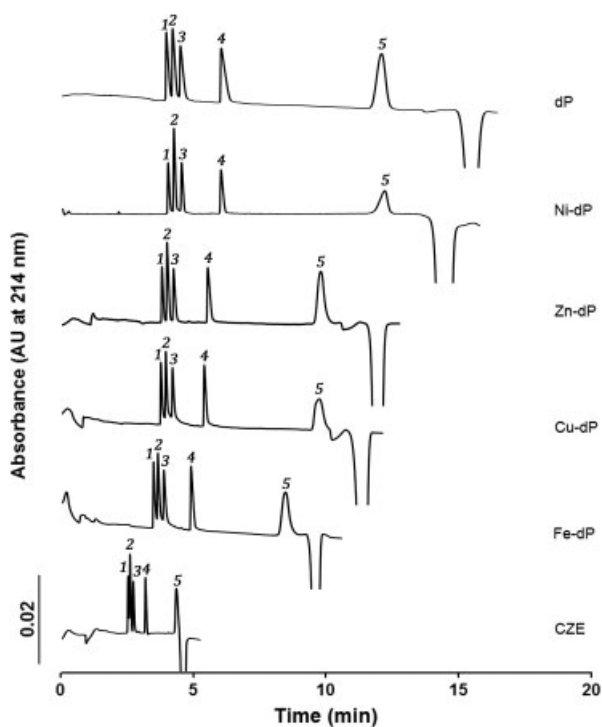 1 2 3 4 5
dP
1 2 3 4 5
Ni-dP
1 2 3 4 5
Zn-dP
1 2 3 4 5
Cu-dP
1 2 3 4 5
Fe-dP
1 2 3 4 5
CZE
Absorbance (AU at 214 nm)
0.02
0 5 10 15 20
Time (min)